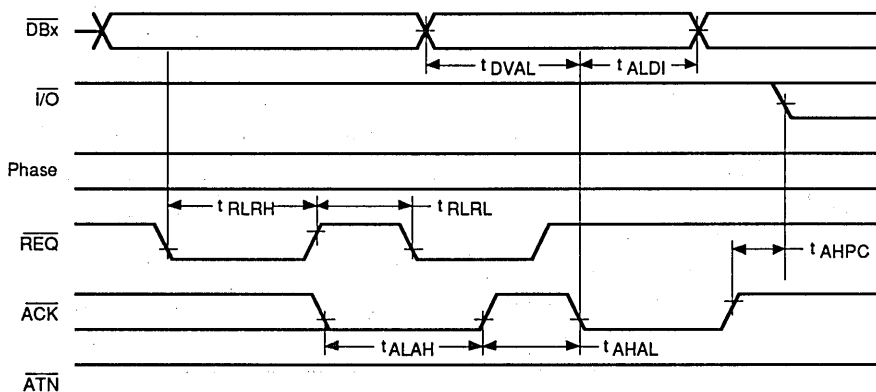 DBx
t DVAL
t ALDI
I/O
Phase
t RLRH
t RLRL
REQ
t AHPC
ACK
t ALAH
t AHAL
ATN